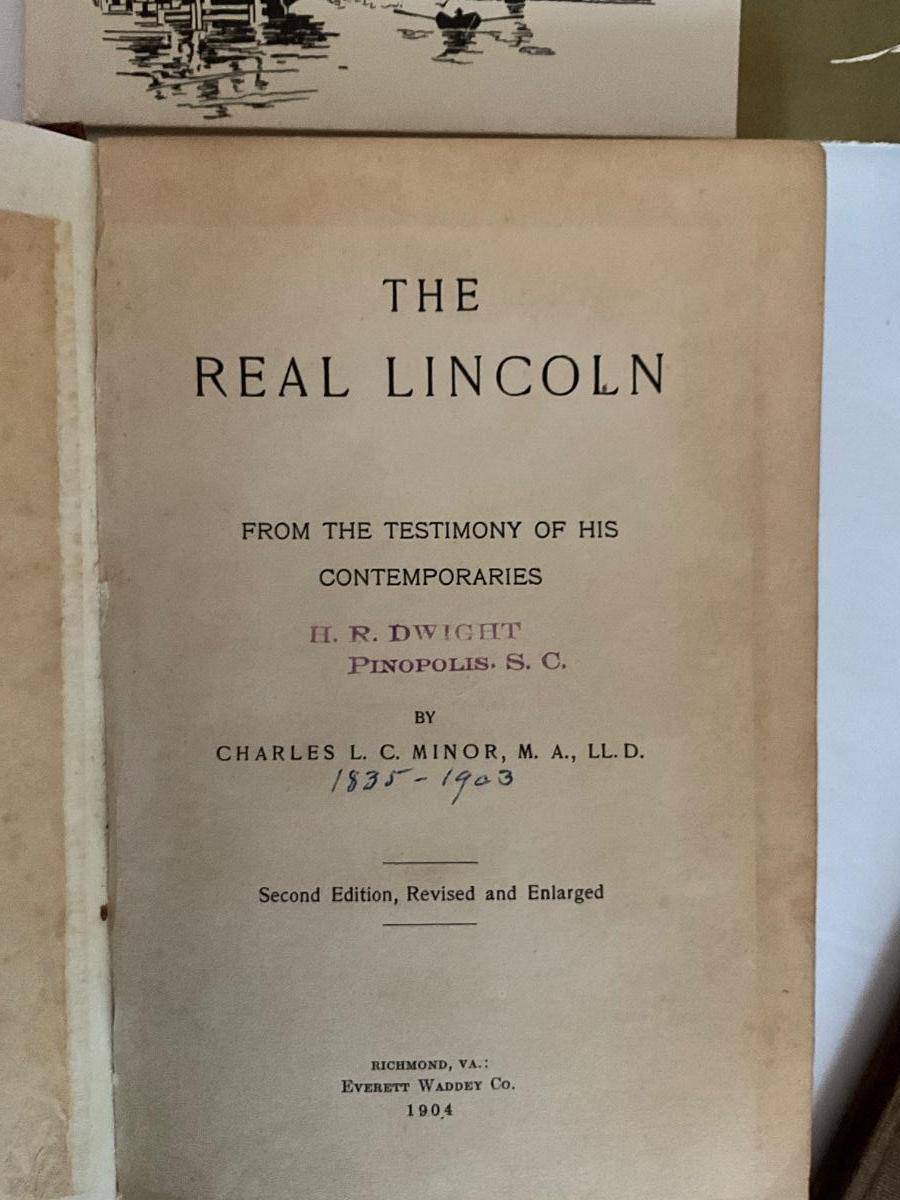 THE
REAL LINCOLN
FROM THE TESTIMONY OF HIS
CONTEMPORARIES
H. R. DWIGHT
PINOPOLIS. S. C.
BY
CHARLES L. C. MINOR, M. A., LL. D.
1835 - 1903
Second Edition, Revised and Enlarged
RICHMOND, VA.:
EVERETT WADDEY CO.
1904